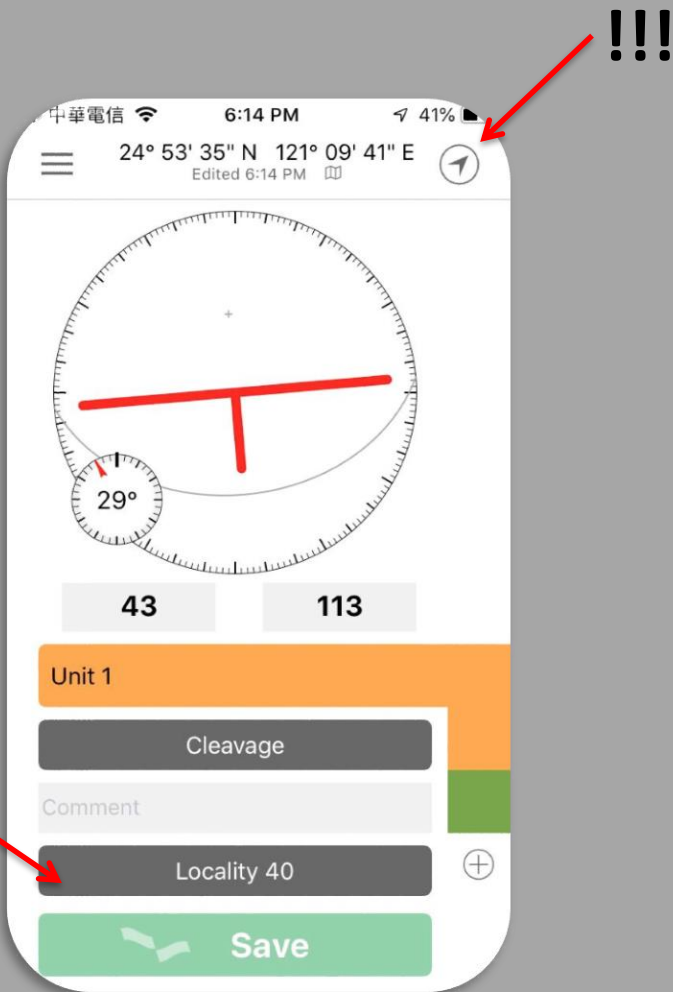 !!!
中華電信 6:14 PM 41%
24° 53' 35" N 121° 09' 41" E
Edited 6:14 PM
29°
43 113
Unit 1
Cleavage
Comment
Locality 40
Save